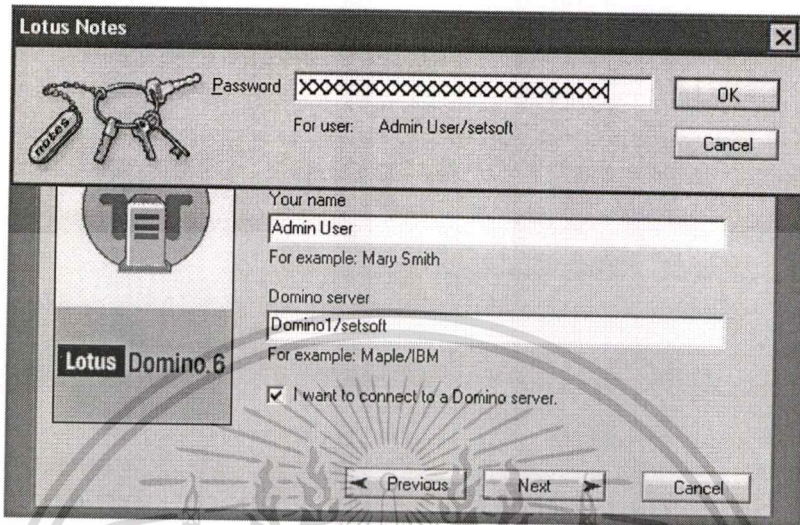 Lotus Notes
Password XXXXXXXXXXXXXXXXXXXXXXXX OK
notes
For user: Admin User/setsoft
Cancel
Your name
Admin User
For example: Mary Smith
Domino server
Domino1/setsoft
Lotus Domino 6
For example: Maple/IBM
I want to connect to a Domino server.
Previous Next Cancel